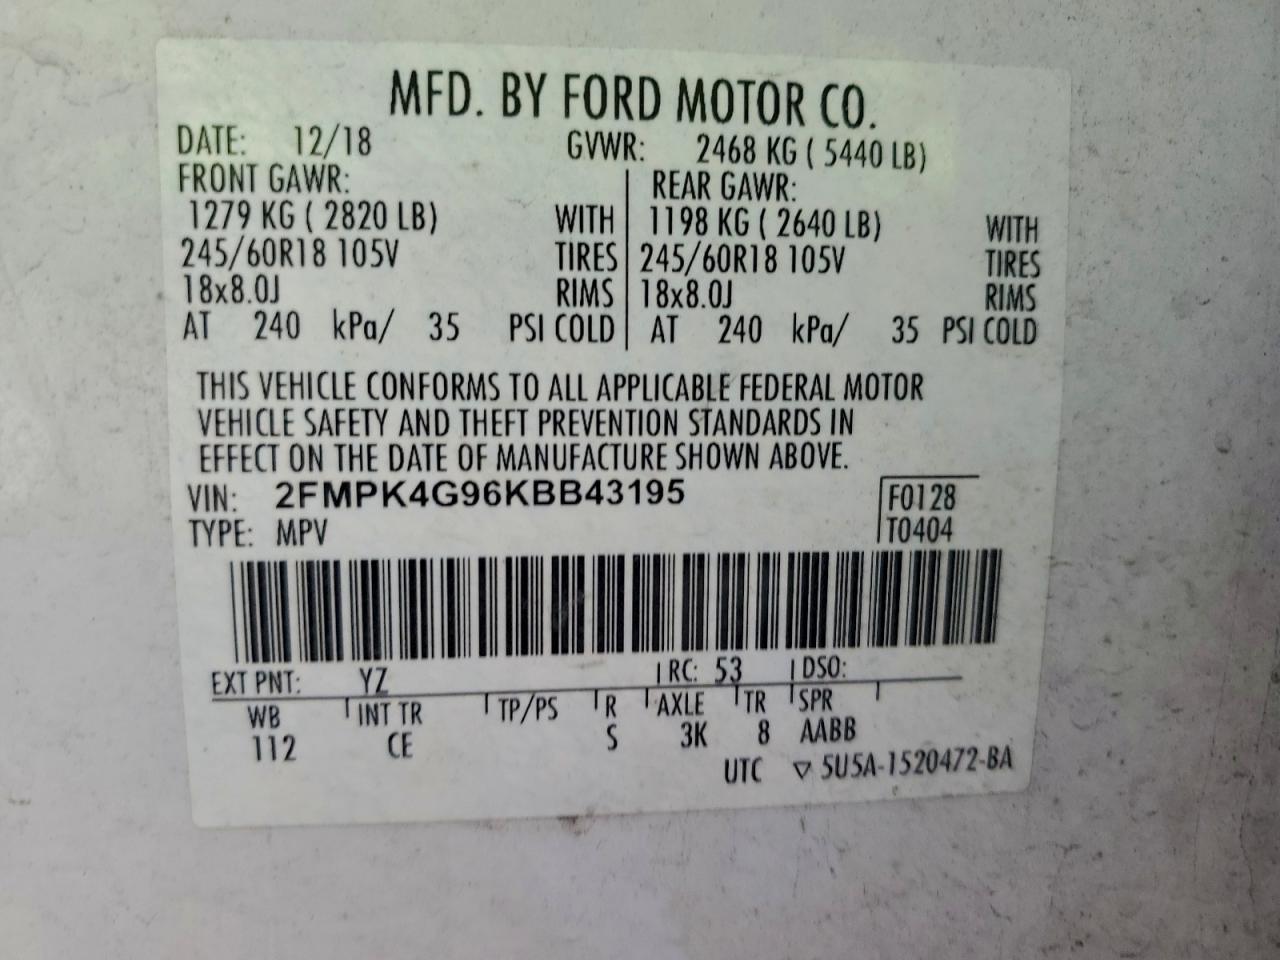 MFD. BY FORD MOTOR CO.
DATE: 12/18 GVWR: 2468 KG ( 5440 LB)
FRONT GAWR: REAR GAWR:
1279 KG ( 2820 LB) WITH 1198 KG ( 2640 LB) WITH
245/60R18 105V TIRES 245/60R18 105V TIRES
18x8.0J RIMS 18x8.0J RIMS
AT 240 kPa/ 35 PSI COLD AT 240 kPa/ 35 PSI COLD
THIS VEHICLE CONFORMS TO ALL APPLICABLE FEDERAL MOTOR
VEHICLE SAFETY AND THEFT PREVENTION STANDARDS IN
EFFECT ON THE DATE OF MANUFACTURE SHOWN ABOVE.
VIN: 2FMPK4G96KBB43195 F0128
TYPE: MPV T0404
EXT PNT: YZ RC: 53 DSO:
WB INT TR TP/PS R AXLE TR SPR
112 CE S 3K 8 AABB
UTC ▽ 5U5A-1520472-BA